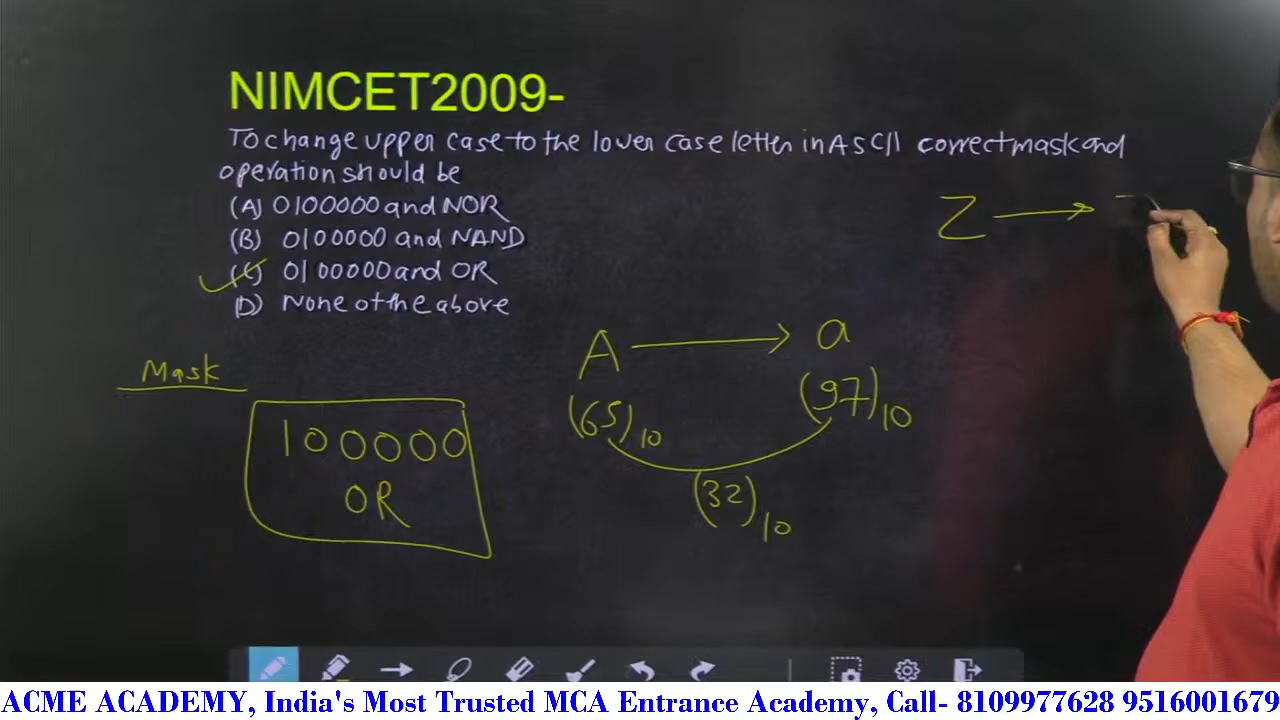 NIMCET2009-
To change upper case to the lower case letter in AsCII correct mask and
operation should be
(A) 0100000 and NOR
(B) 0100000 and NAND
(C) 0100000 and OR
(D) None of the above
Z →
A → a
(65)10 (97)10
(32)10
Mask
100000
OR
ACME ACADEMY, India's Most Trusted MCA Entrance Academy, Call- 8109977628 9516001679